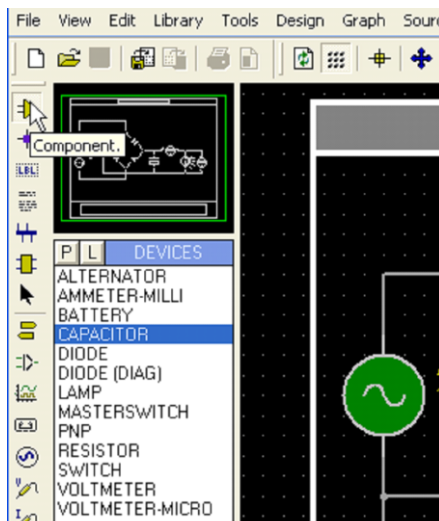 File View Edit Library Tools Design Graph Sour
Component.
LBL
P L DEVICES
ALTERNATOR
AMMETER-MILLI
BATTERY
CAPACITOR
DIODE
DIODE (DIAG)
LAMP
MASTERSWITCH
PNP
RESISTOR
SWITCH
VOLTMETER
VOLTMETER-MICRO